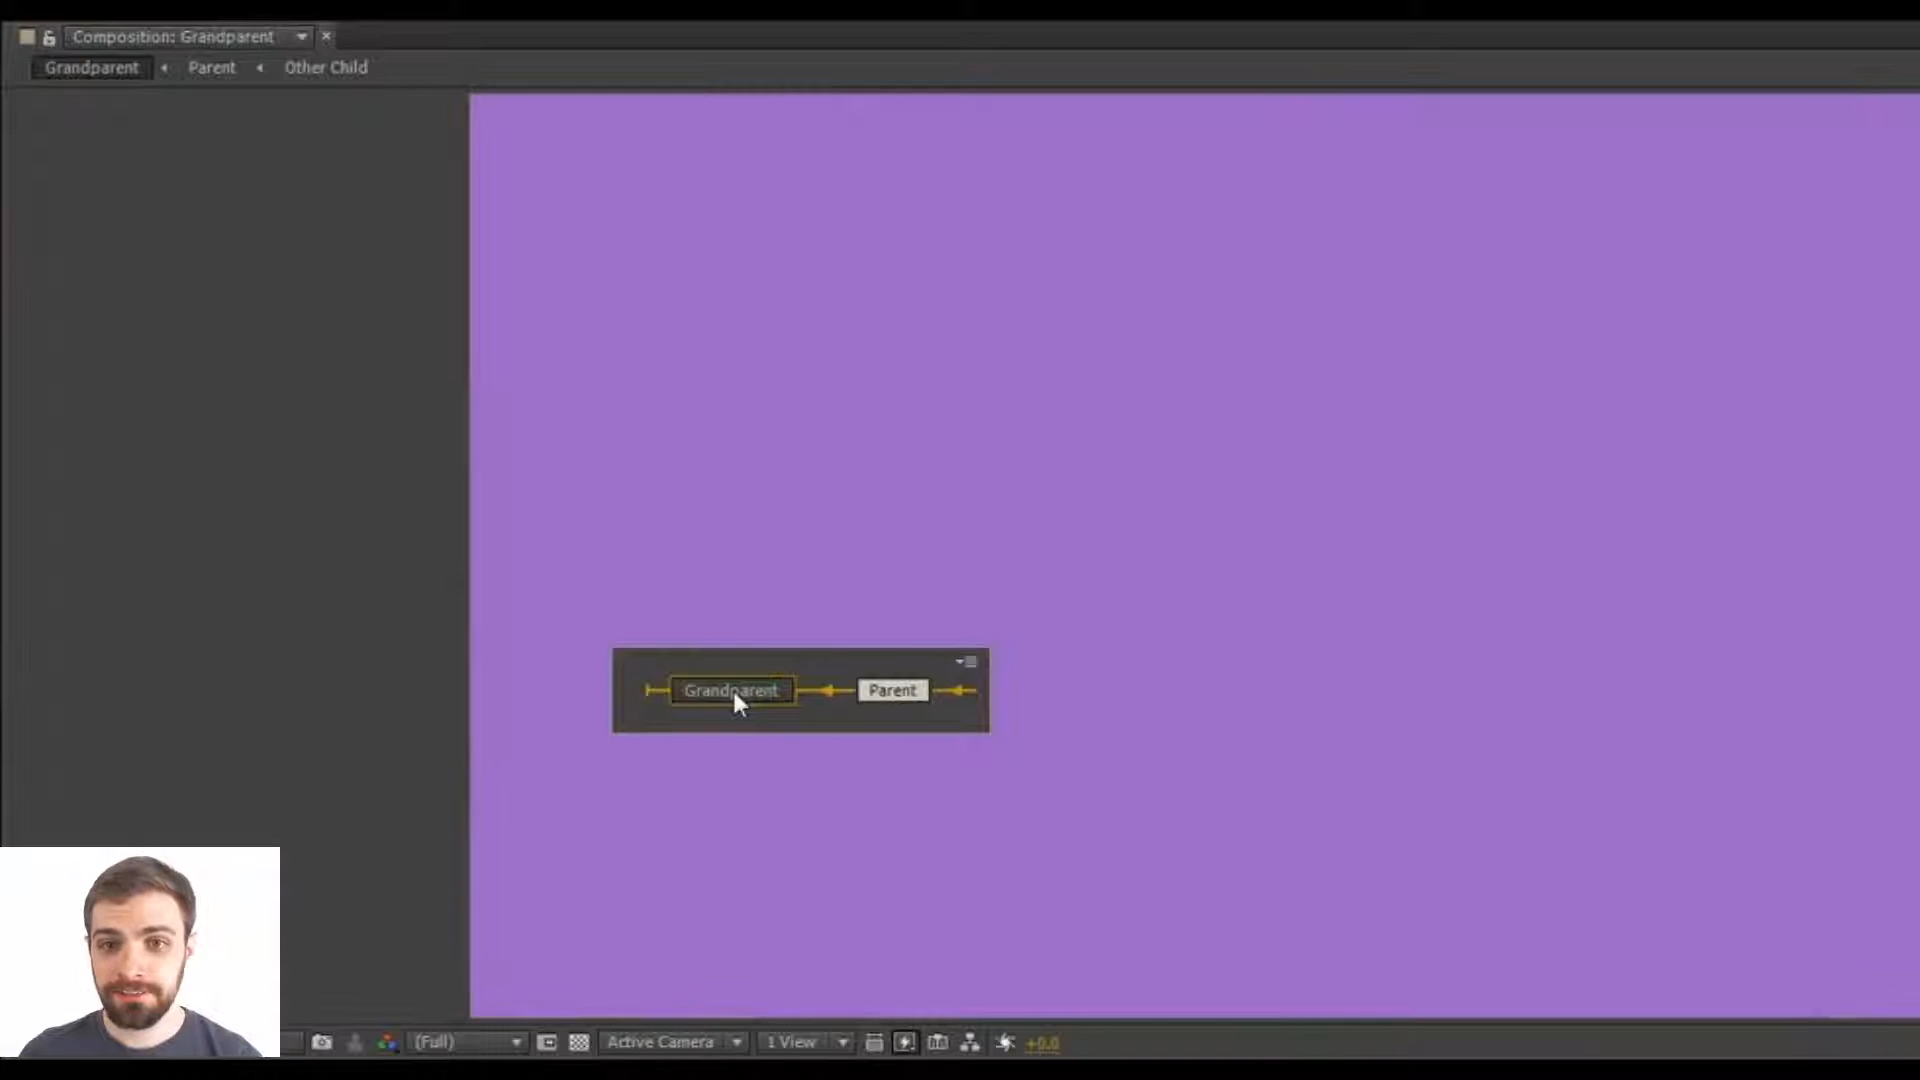 Composition: Grandparent
Grandparent Parent Other Child
Grandparent Parent
(Full) Active Camera 1 View +0.0